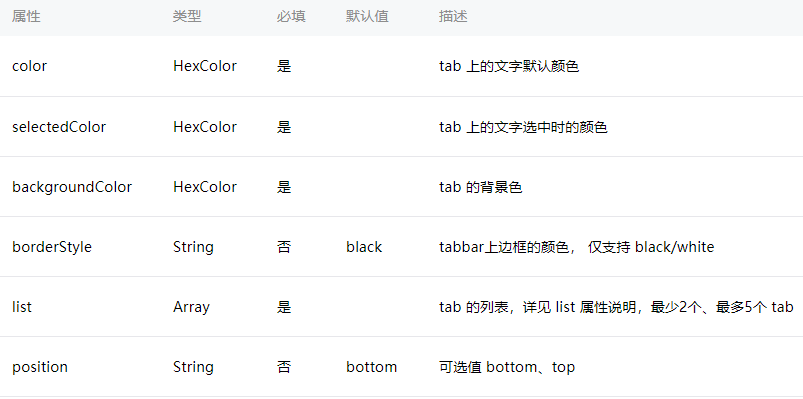 属性 类型 必填 默认值 描述
color HexColor 是 tab 上的文字默认颜色
selectedColor HexColor 是 tab 上的文字选中时的颜色
backgroundColor HexColor 是 tab 的背景色
borderStyle String 否 black tabbar上边框的颜色， 仅支持 black/white
list Array 是 tab 的列表，详见 list 属性说明，最少2个、最多5个 tab
position String 否 bottom 可选值 bottom、top